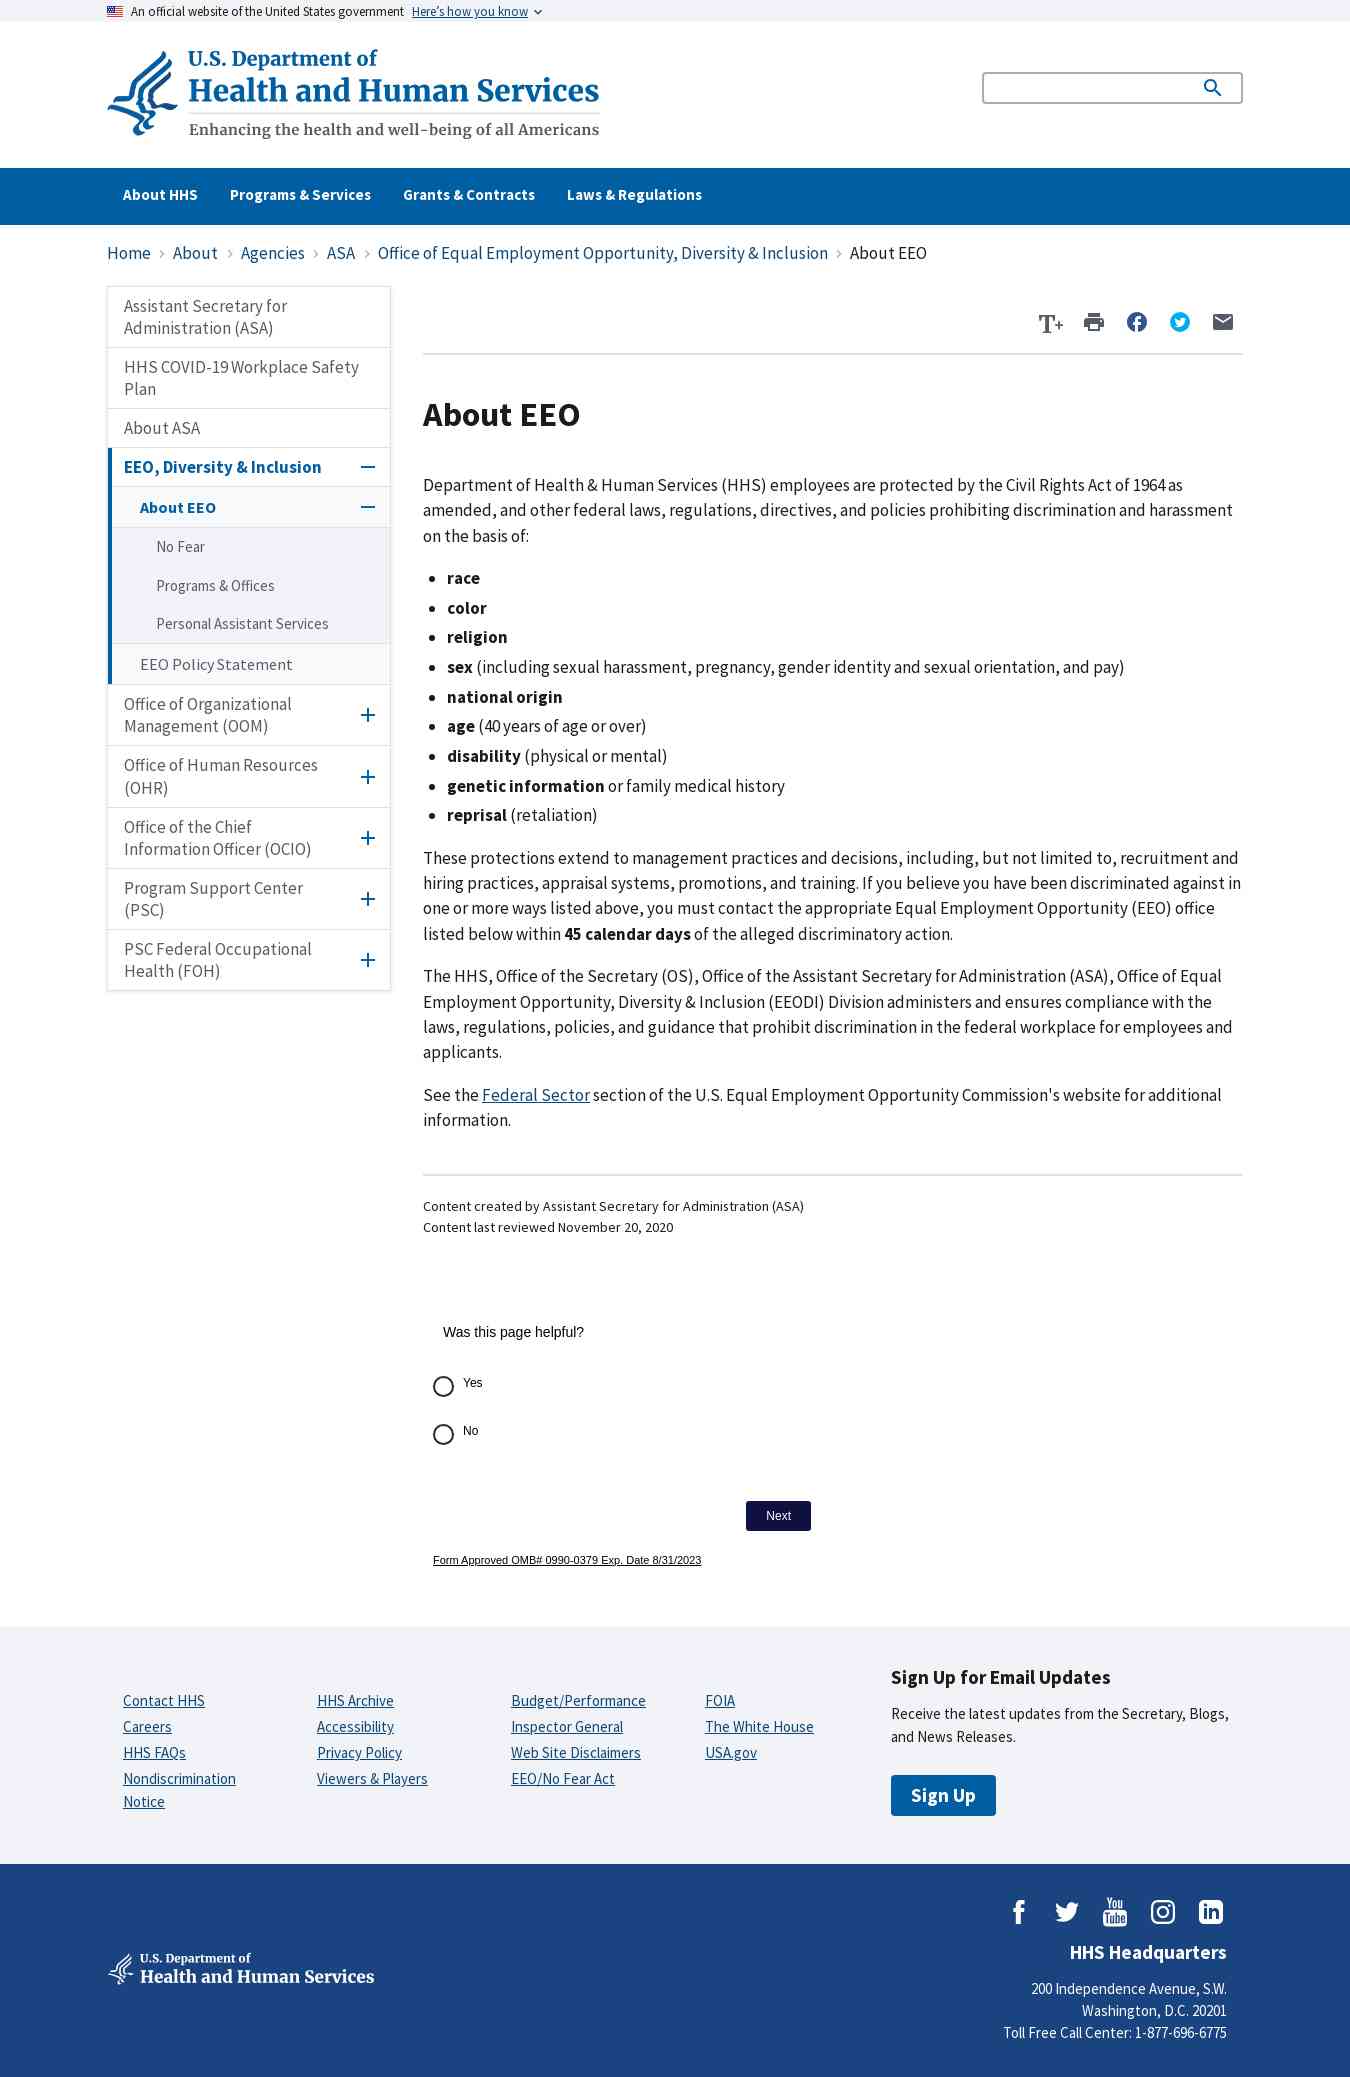 An official website of the United States government Here's how you know
U.S. Department of
Health and Human Services
Enhancing the health and well-being of all Americans
About HHS Programs & Services Grants & Contracts Laws & Regulations
Home › About › Agencies › ASA › Office of Equal Employment Opportunity, Diversity & Inclusion › About EEO
Assistant Secretary for
Administration (ASA)
HHS COVID-19 Workplace Safety
Plan
About ASA
EEO, Diversity & Inclusion
About EEO
No Fear
Programs & Offices
Personal Assistant Services
EEO Policy Statement
Office of Organizational
Management (OOM)
Office of Human Resources
(OHR)
Office of the Chief
Information Officer (OCIO)
Program Support Center
(PSC)
PSC Federal Occupational
Health (FOH)
T+
About EEO
Department of Health & Human Services (HHS) employees are protected by the Civil Rights Act of 1964 as
amended, and other federal laws, regulations, directives, and policies prohibiting discrimination and harassment
on the basis of:
• race
• color
• religion
• sex (including sexual harassment, pregnancy, gender identity and sexual orientation, and pay)
• national origin
• age (40 years of age or over)
• disability (physical or mental)
• genetic information or family medical history
• reprisal (retaliation)
These protections extend to management practices and decisions, including, but not limited to, recruitment and
hiring practices, appraisal systems, promotions, and training. If you believe you have been discriminated against in
one or more ways listed above, you must contact the appropriate Equal Employment Opportunity (EEO) office
listed below within 45 calendar days of the alleged discriminatory action.
The HHS, Office of the Secretary (OS), Office of the Assistant Secretary for Administration (ASA), Office of Equal
Employment Opportunity, Diversity & Inclusion (EEODI) Division administers and ensures compliance with the
laws, regulations, policies, and guidance that prohibit discrimination in the federal workplace for employees and
applicants.
See the Federal Sector section of the U.S. Equal Employment Opportunity Commission's website for additional
information.
Content created by Assistant Secretary for Administration (ASA)
Content last reviewed November 20, 2020
Was this page helpful?
Yes
No
Next
Form Approved OMB# 0990-0379 Exp. Date 8/31/2023
Contact HHS
Careers
HHS FAQs
Nondiscrimination
Notice
HHS Archive
Accessibility
Privacy Policy
Viewers & Players
Budget/Performance
Inspector General
Web Site Disclaimers
EEO/No Fear Act
FOIA
The White House
USA.gov
Sign Up for Email Updates
Receive the latest updates from the Secretary, Blogs,
and News Releases.
Sign Up
You
Tube
in
U.S. Department of
Health and Human Services
HHS Headquarters
200 Independence Avenue, S.W.
Washington, D.C. 20201
Toll Free Call Center: 1-877-696-6775